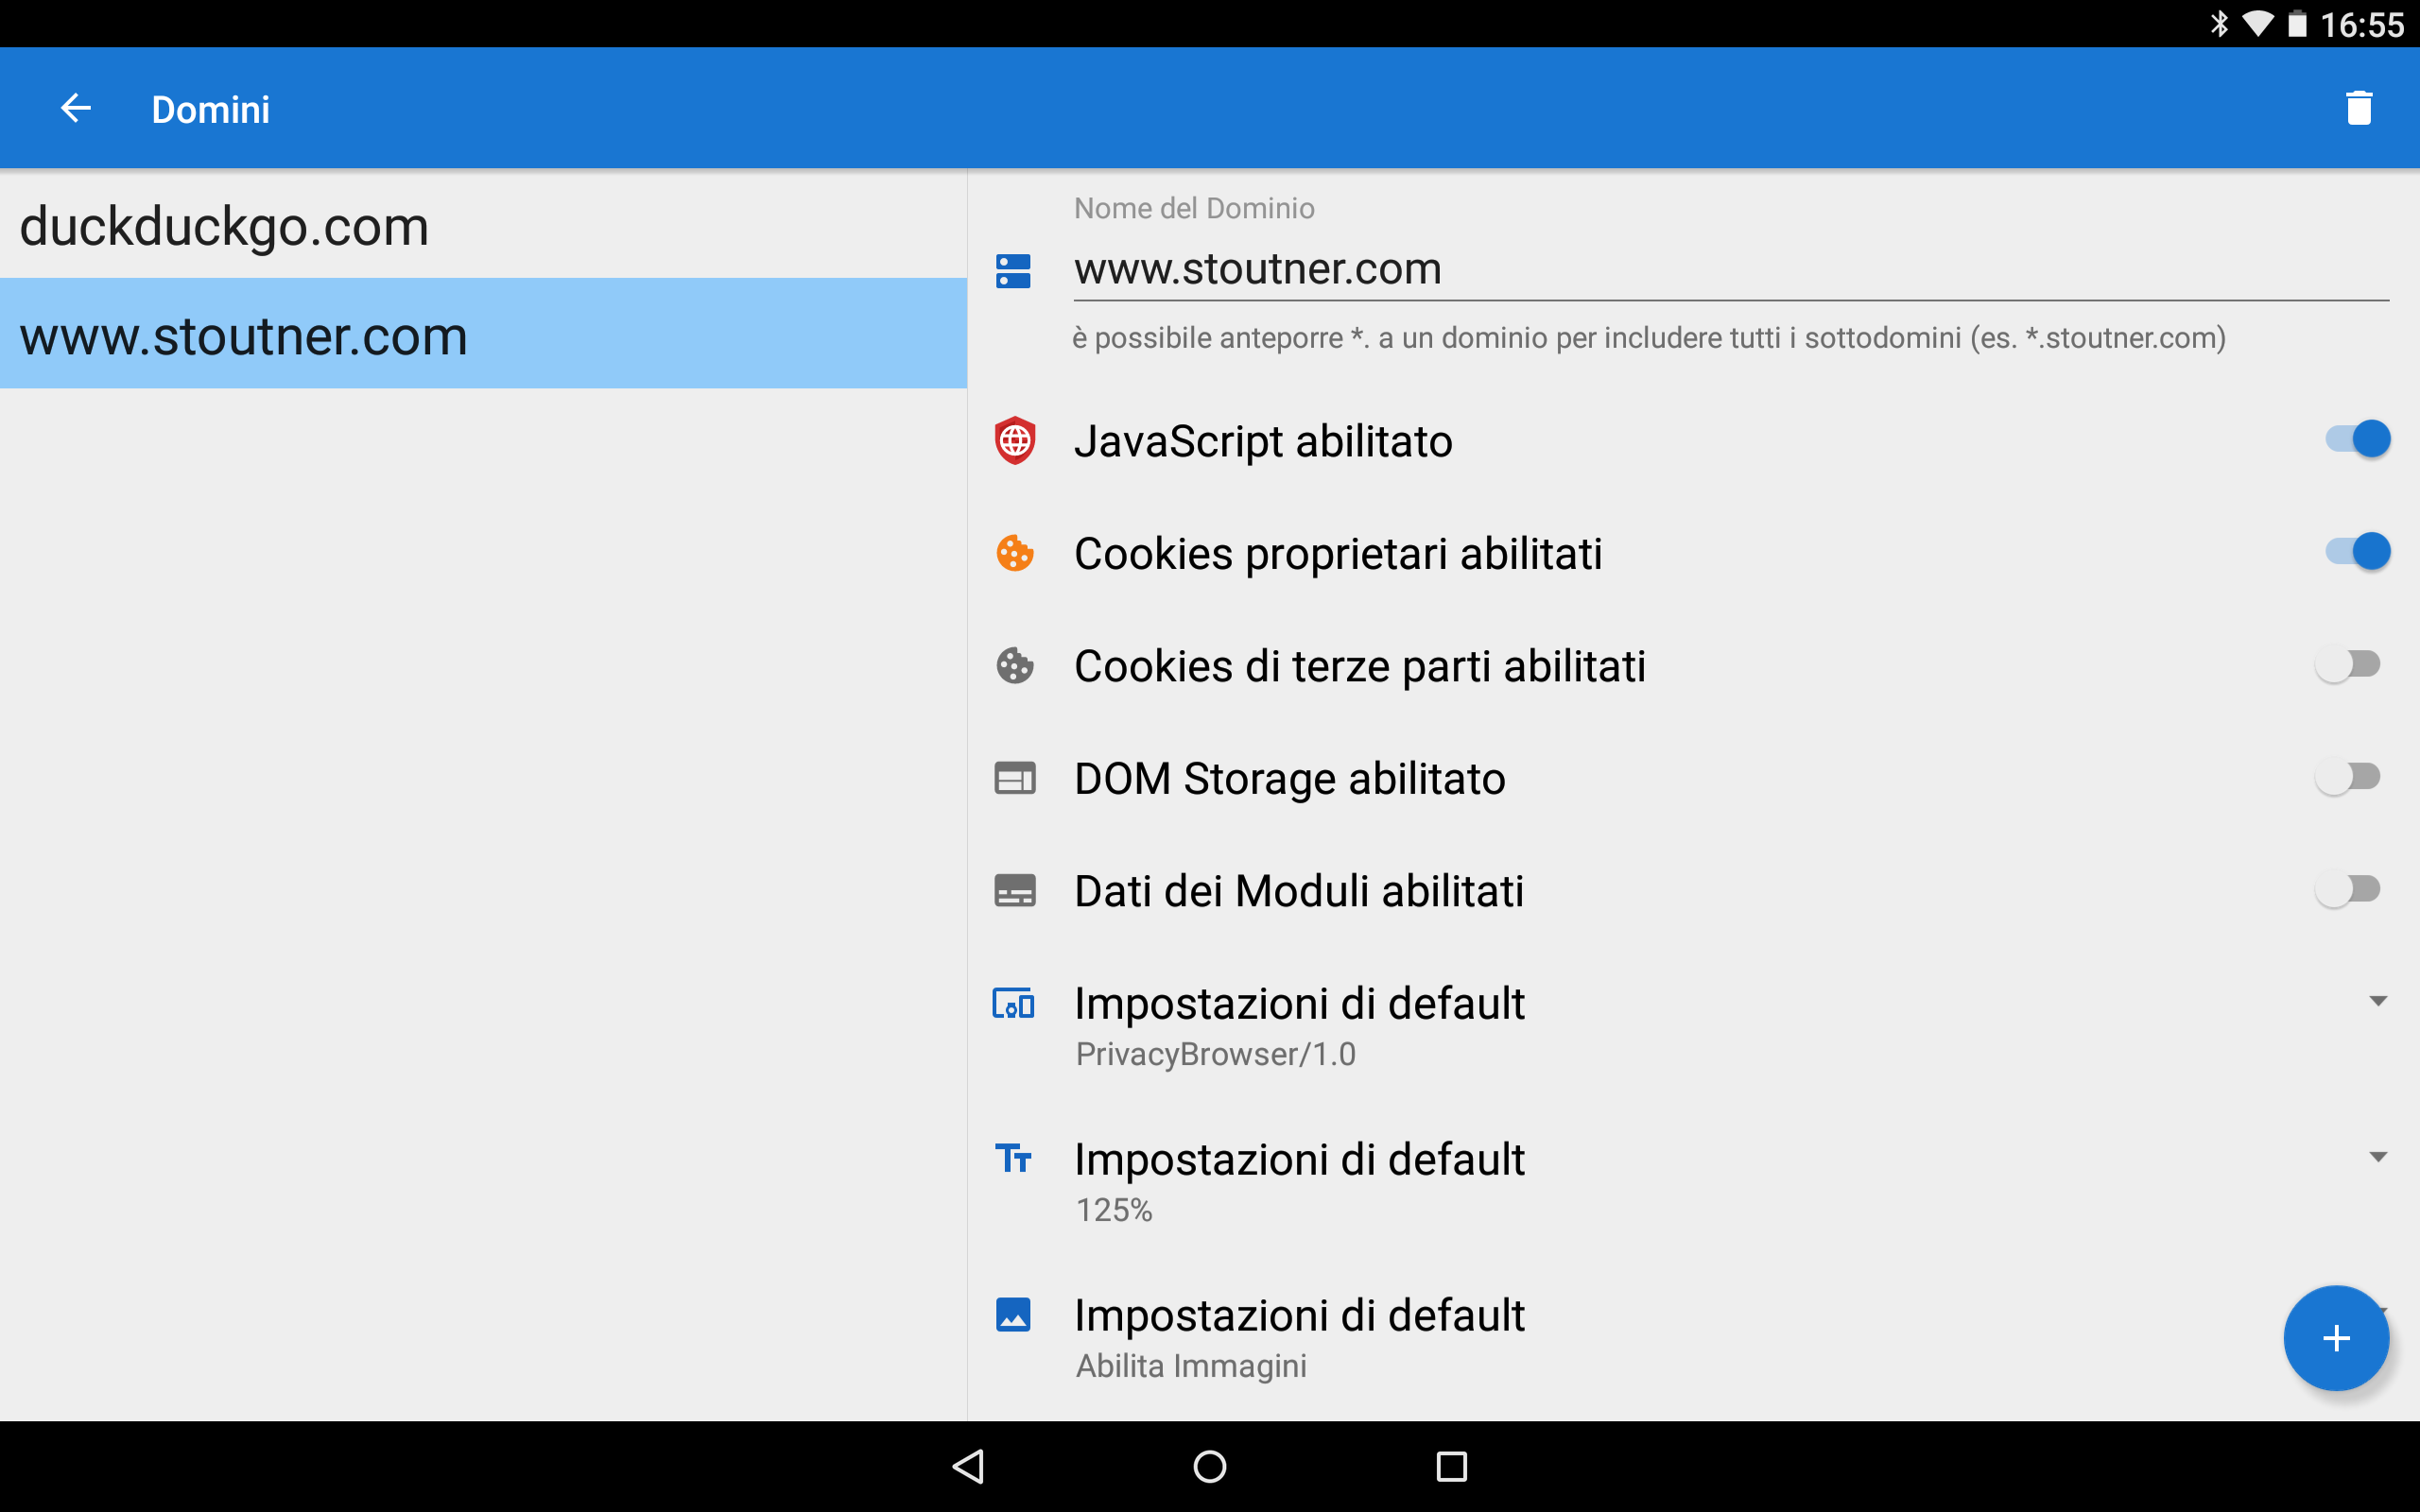 16:55
Domini
duckduckgo.com
www.stoutner.com
Nome del Dominio
www.stoutner.com
è possibile anteporre *. a un dominio per includere tutti i sottodomini (es. *.stoutner.com)
JavaScript abilitato
Cookies proprietari abilitati
Cookies di terze parti abilitati
DOM Storage abilitato
Dati dei Moduli abilitati
Impostazioni di default
PrivacyBrowser/1.0
Impostazioni di default
125%
Impostazioni di default
Abilita Immagini